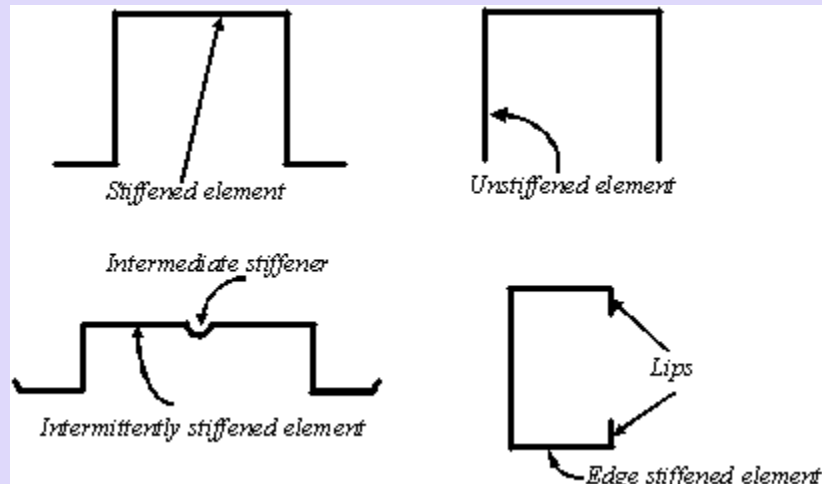 Stiffened element
Unstiffened element
Intermediate stiffener
Lips
Intermittently stiffened element
Edge stiffened element